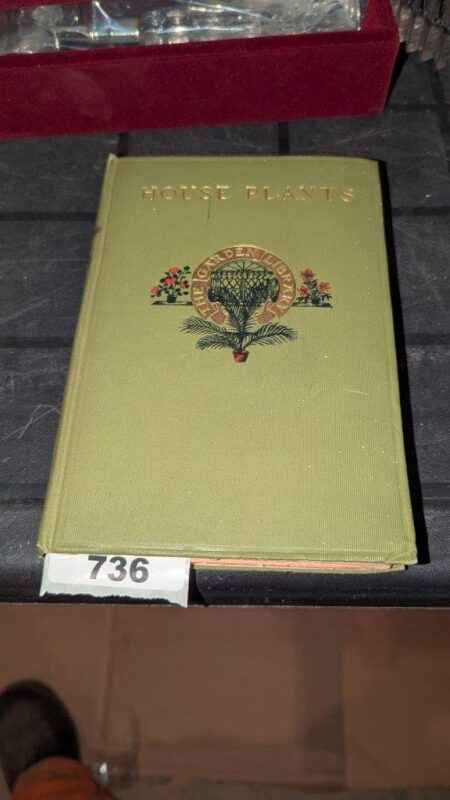 HOUSE PLANTS
THE GARDEN LIBRARY
736